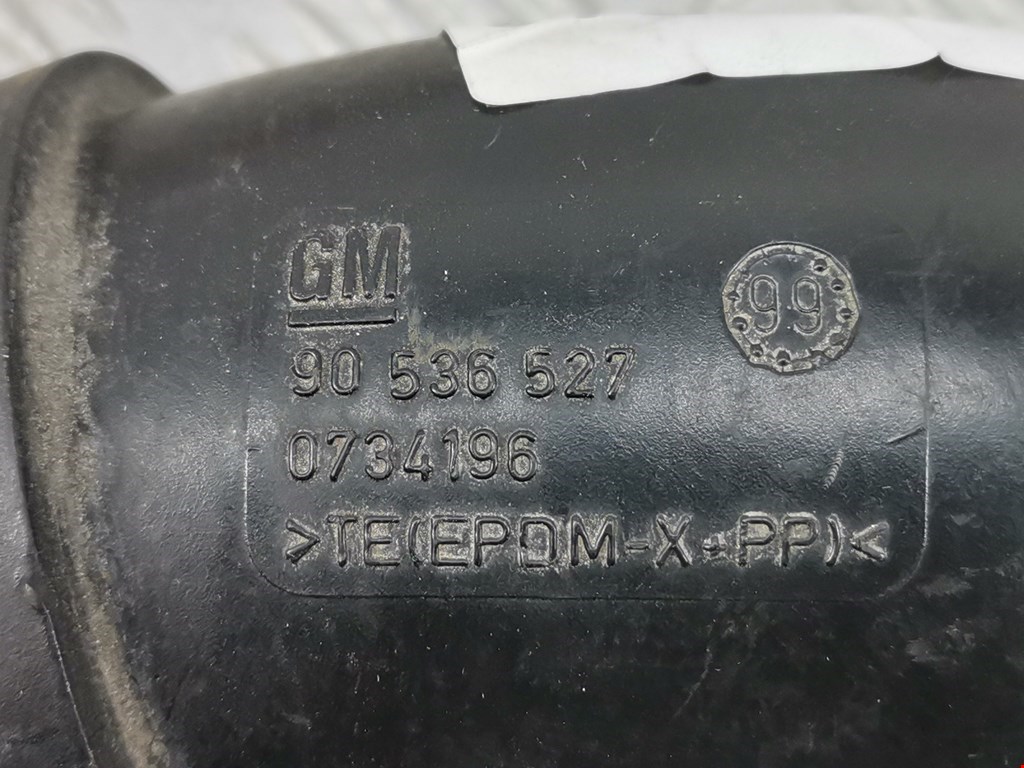 GM
99
90 536 527
0734196
>TE(EPDM-X+PP)<